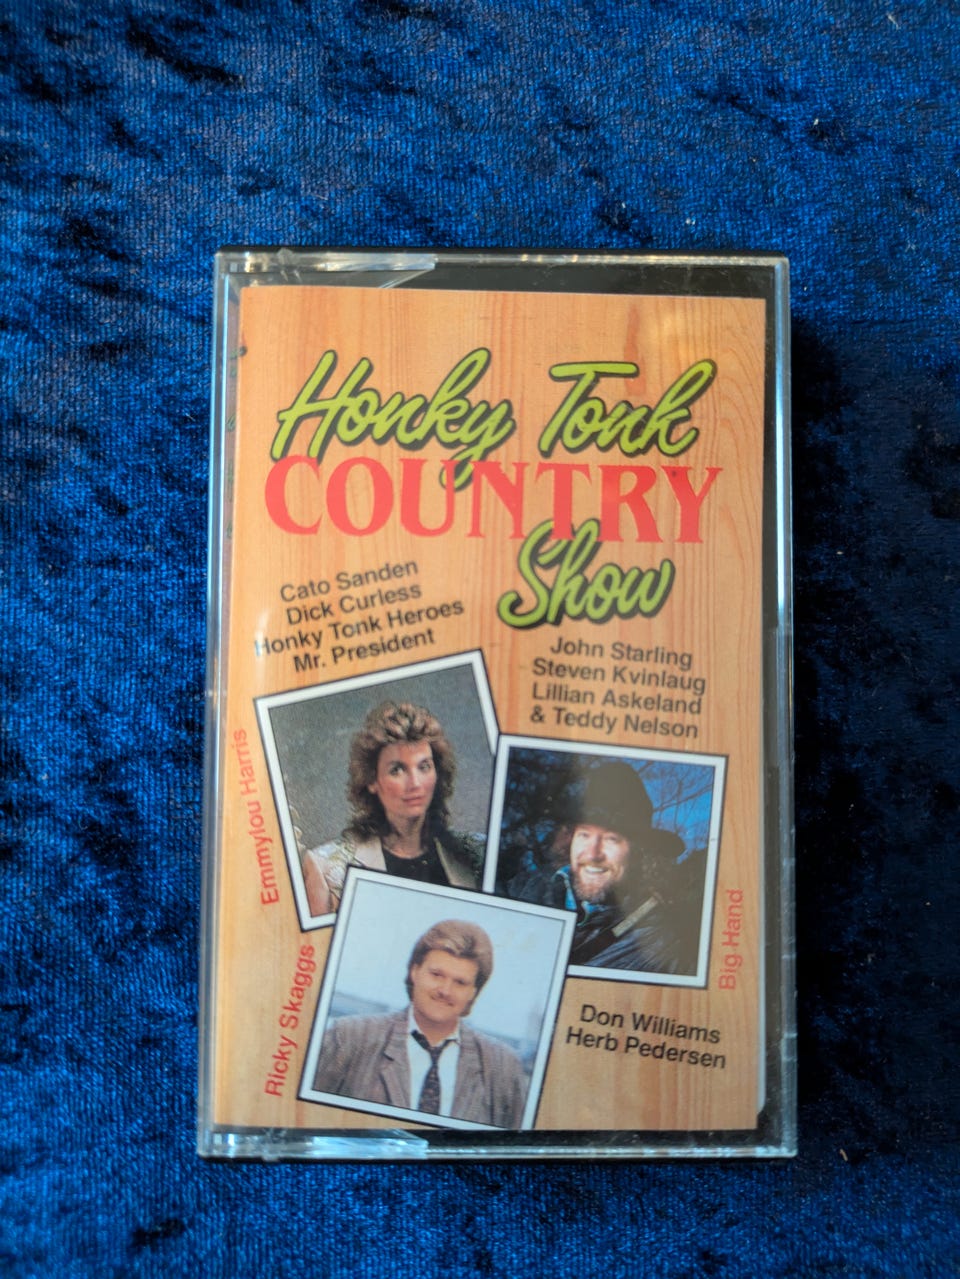 Honky Tonk
COUNTRY
Show
Cato Sanden
Dick Curless
Honky Tonk Heroes
Mr. President
John Starling
Steven Kvinlaug
Lillian Askeland
& Teddy Nelson
Emmylou Harris
Big Hand
Ricky Skaggs
Don Williams
Herb Pedersen